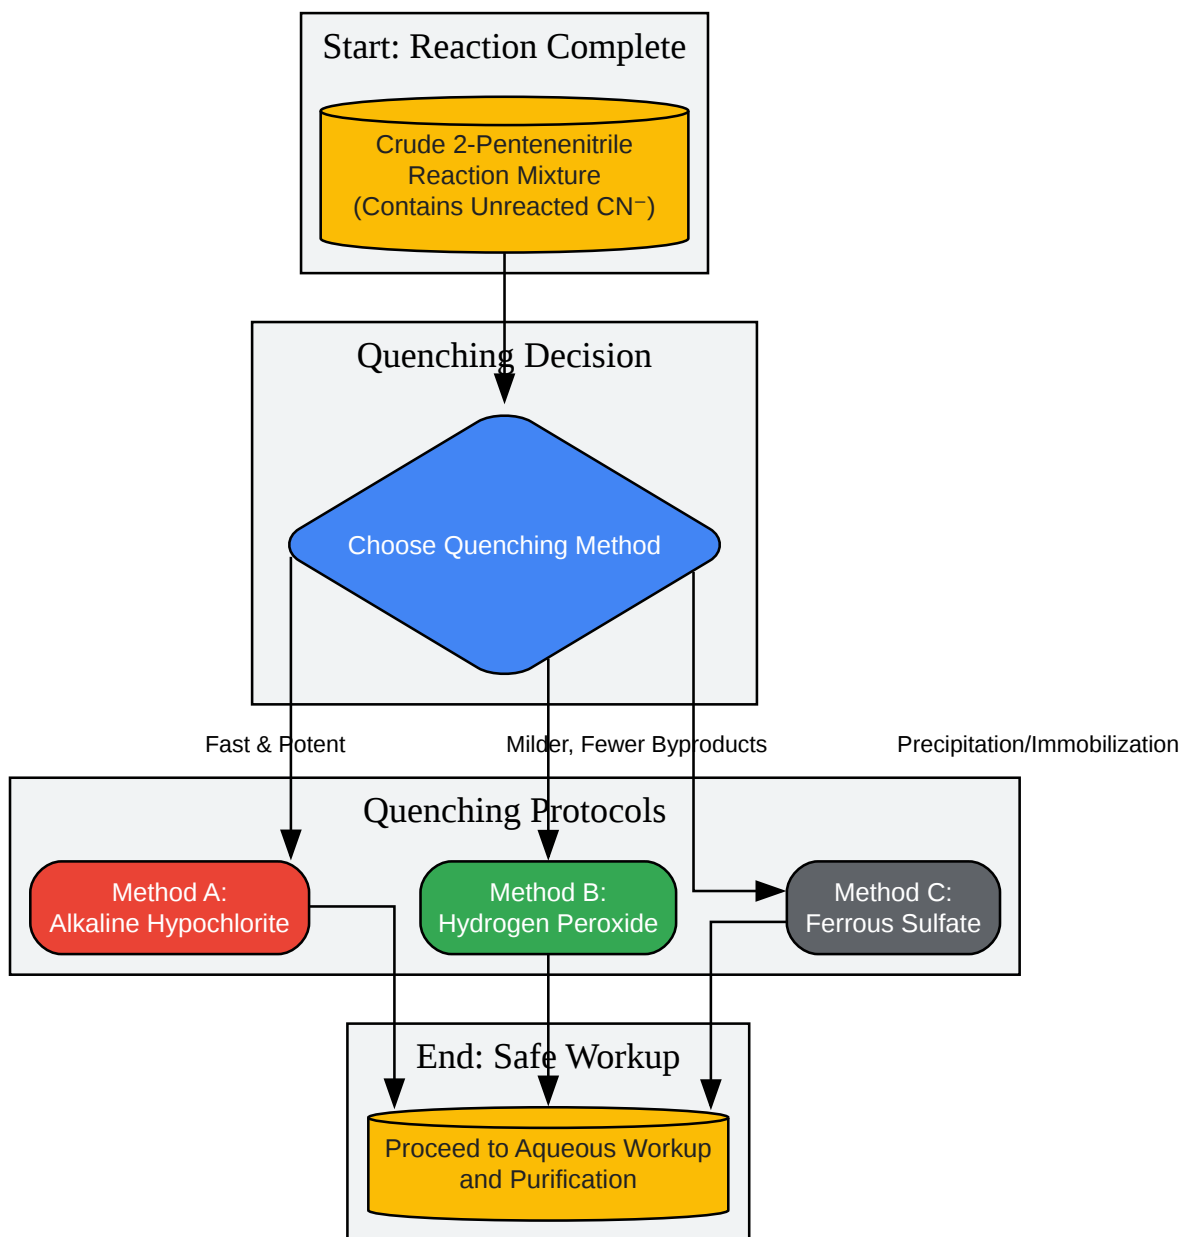 Start: Reaction Complete
Crude 2-Pentenenitrile
Reaction Mixture
(Contains Unreacted CN⁻)
Quenching Decision
Choose Quenching Method
Fast & Potent
Milder, Fewer Byproducts
Precipitation/Immobilization
Quenching Protocols
Method A:
Alkaline Hypochlorite
Method B:
Hydrogen Peroxide
Method C:
Ferrous Sulfate
End: Safe Workup
Proceed to Aqueous Workup
and Purification